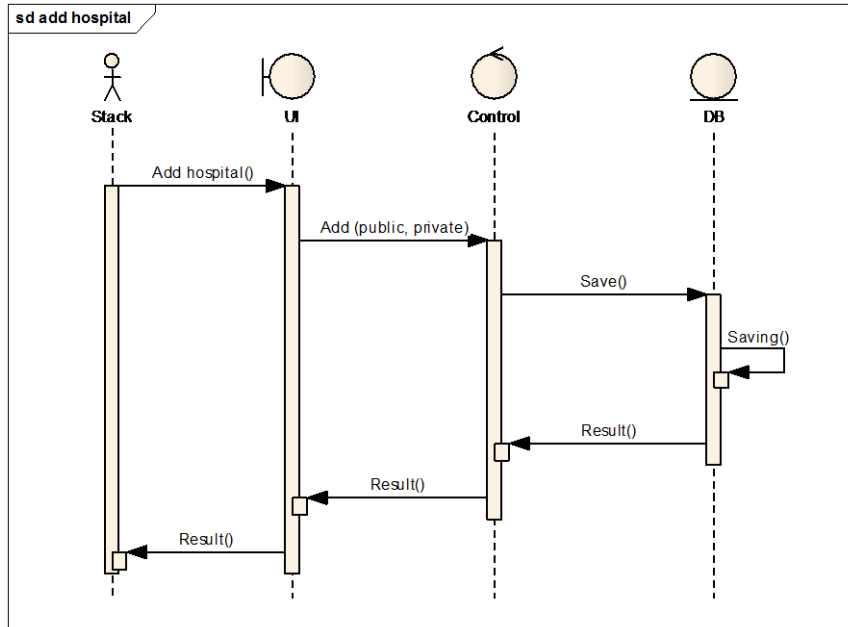 sd add hospital
Stack
UI
Control
DB
Add hospital()
Add (public, private)
Save()
Saving()
Result()
Result()
Result()